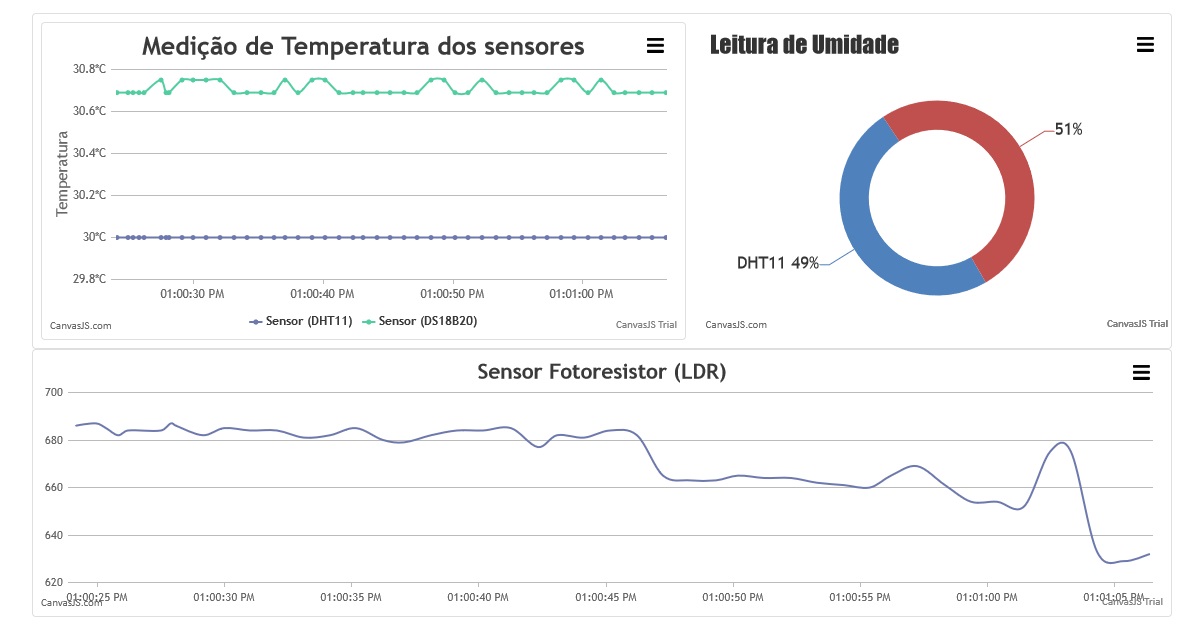 Medição de Temperatura dos sensores
30.8°C
30.6°C
30.4°C
30.2°C
30°C
29.8°C
Temperatura
01:00:30 PM 01:00:40 PM 01:00:50 PM 01:01:00 PM
Sensor (DHT11) Sensor (DS18B20)
CanvasJS.com CanvasJS Trial
Leitura de Umidade
51%
DHT11 49%
CanvasJS.com CanvasJS Trial
Sensor Fotoresistor (LDR)
700
680
660
640
620
01:00:25 PM 01:00:30 PM 01:00:35 PM 01:00:40 PM 01:00:45 PM 01:00:50 PM 01:00:55 PM 01:01:00 PM 01:01:05 PM
CanvasJS.com CanvasJS Trial